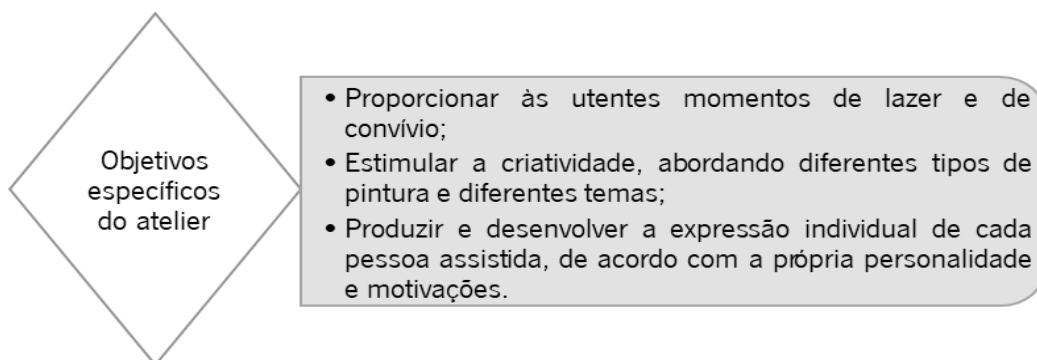 Objetivos
específicos
do atelier
• Proporcionar às utentes momentos de lazer e de
convívio;
• Estimular a criatividade, abordando diferentes tipos de
pintura e diferentes temas;
• Produzir e desenvolver a expressão individual de cada
pessoa assistida, de acordo com a própria personalidade
e motivações.